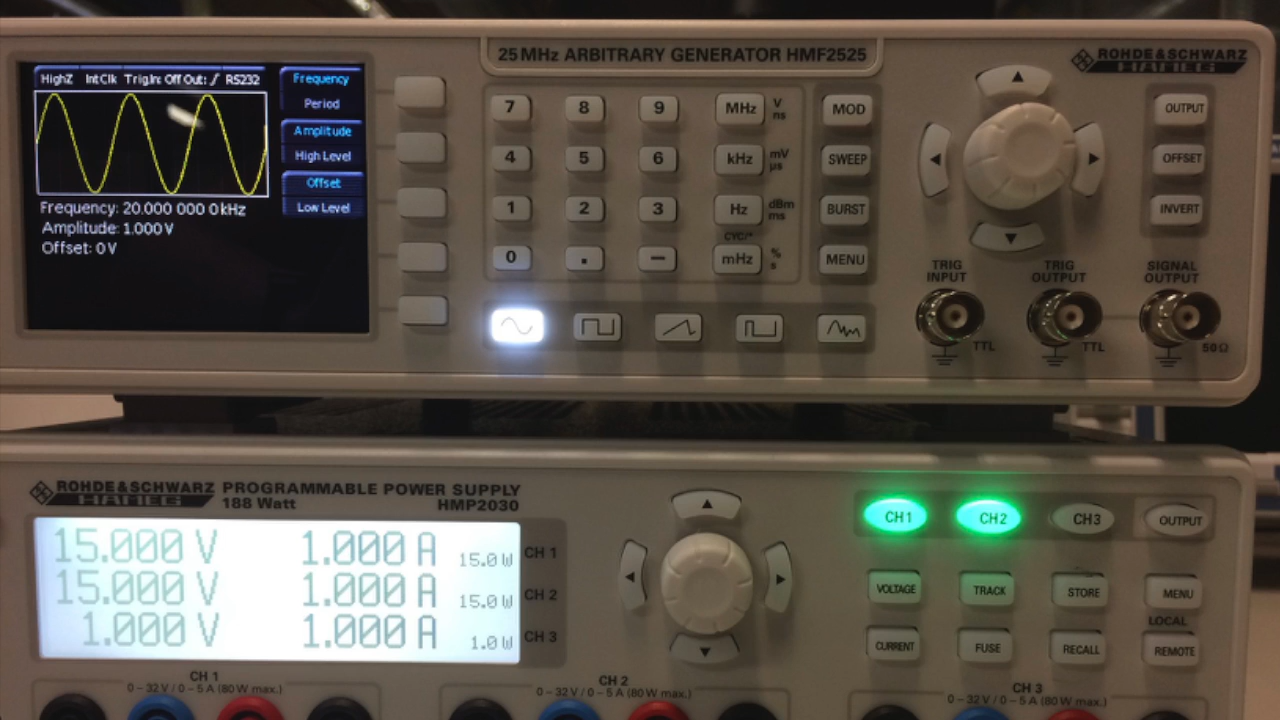 25 MHz ARBITRARY GENERATOR HMF2525
ROHDE & SCHWARZ
HAMEG
HighZ IntClk TrigIn: Off Out: RS232
Frequency
Period
Amplitude
High Level
Offset
Low Level
Frequency: 20.000 000 0 kHz
Amplitude: 1.000 V
Offset: 0 V
7 8 9 MHz V ns MOD
4 5 6 kHz mV µs SWEEP
1 2 3 Hz dBm ms BURST
CYC/°
0 . − mHz % s MENU
OUTPUT
OFFSET
INVERT
TRIG INPUT
TRIG OUTPUT
SIGNAL OUTPUT
TTL TTL 50Ω
ROHDE & SCHWARZ PROGRAMMABLE POWER SUPPLY
HAMEG 188 Watt HMP2030
15.000 V 1.000 A 15.0 W CH 1
15.000 V 1.000 A 15.0 W CH 2
1.000 V 1.000 A 1.0 W CH 3
CH1 CH2 CH3 OUTPUT
VOLTAGE TRACK STORE MENU
LOCAL
CURRENT FUSE RECALL REMOTE
CH 1
0 – 32 V / 0 – 5 A (80 W max.)
CH 2
0 – 32 V / 0 – 5 A (80 W max.)
CH 3
0 – 32 V / 0 – 5 A (80 W max.)